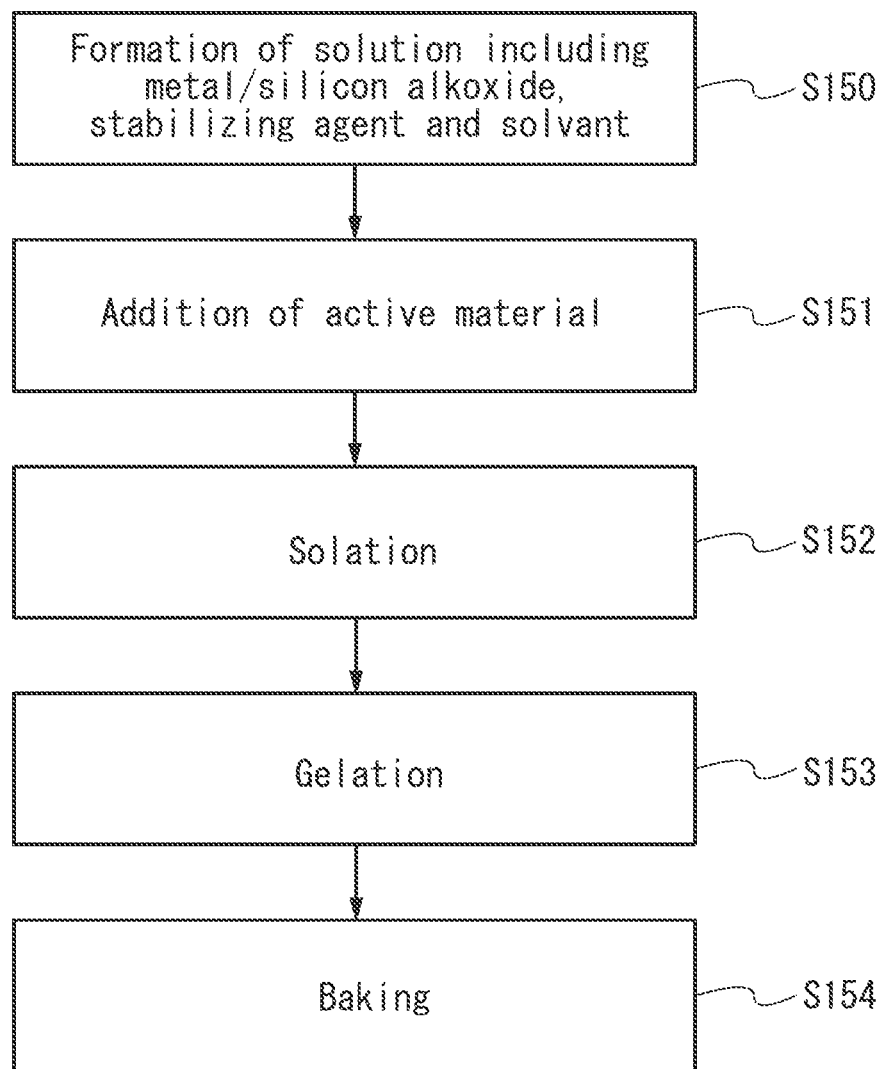 Formation of solution including
metal/silicon alkoxide,
stabilizing agent and solvant
S150
Addition of active material
S151
Solation
S152
Gelation
S153
Baking
S154